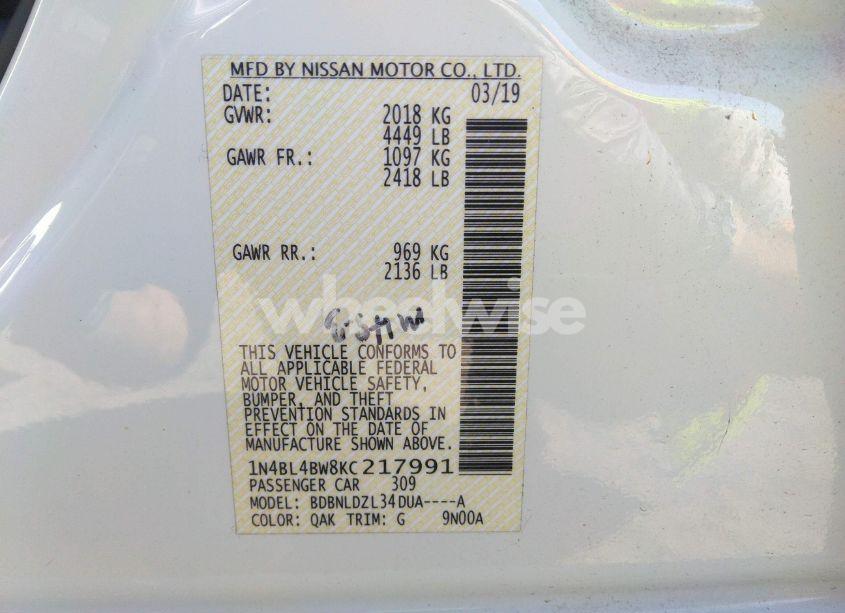 MFD BY NISSAN MOTOR CO., LTD.
DATE: 03/19
GVWR: 2018 KG
4449 LB
GAWR FR.: 1097 KG
2418 LB
GAWR RR.: 969 KG
2136 LB
wheelwise
THIS VEHICLE CONFORMS TO
ALL APPLICABLE FEDERAL
MOTOR VEHICLE SAFETY,
BUMPER, AND THEFT
PREVENTION STANDARDS IN
EFFECT ON THE DATE OF
MANUFACTURE SHOWN ABOVE.
1N4BL4BW8KC217991
PASSENGER CAR 309
MODEL: BDBNLDZL34DUA----A
COLOR: QAK TRIM: G 9N00A